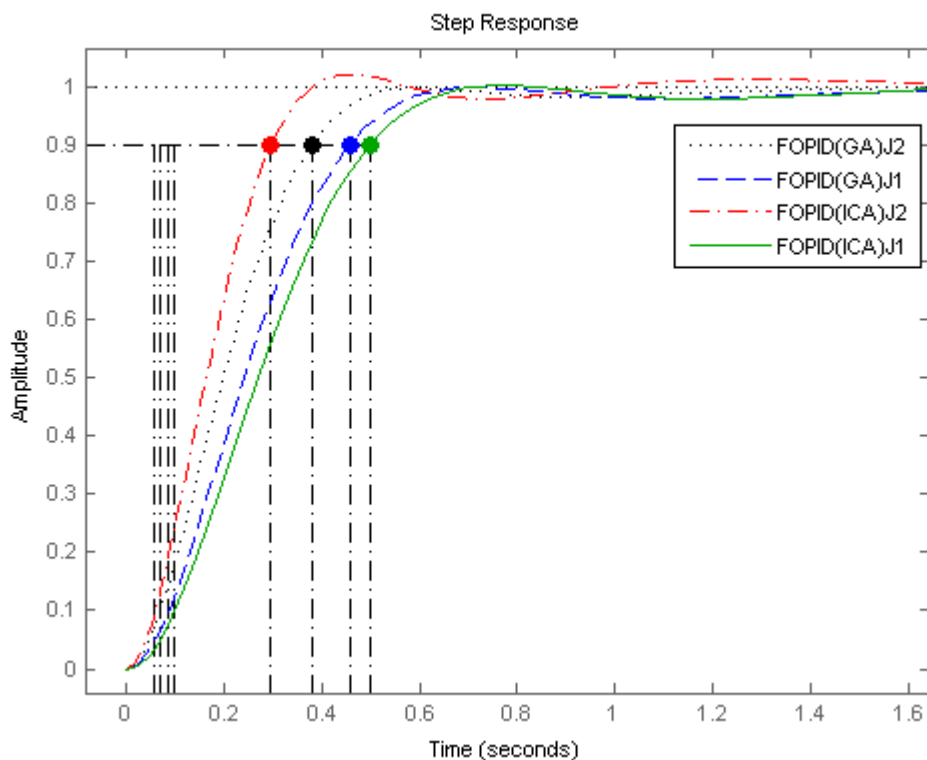 Step Response
Amplitude
1
0.9
0.8
0.7
0.6
0.5
0.4
0.3
0.2
0.1
0
FOPID(GA)J2
FOPID(GA)J1
FOPID(ICA)J2
FOPID(ICA)J1
0 0.2 0.4 0.6 0.8 1 1.2 1.4 1.6
Time (seconds)